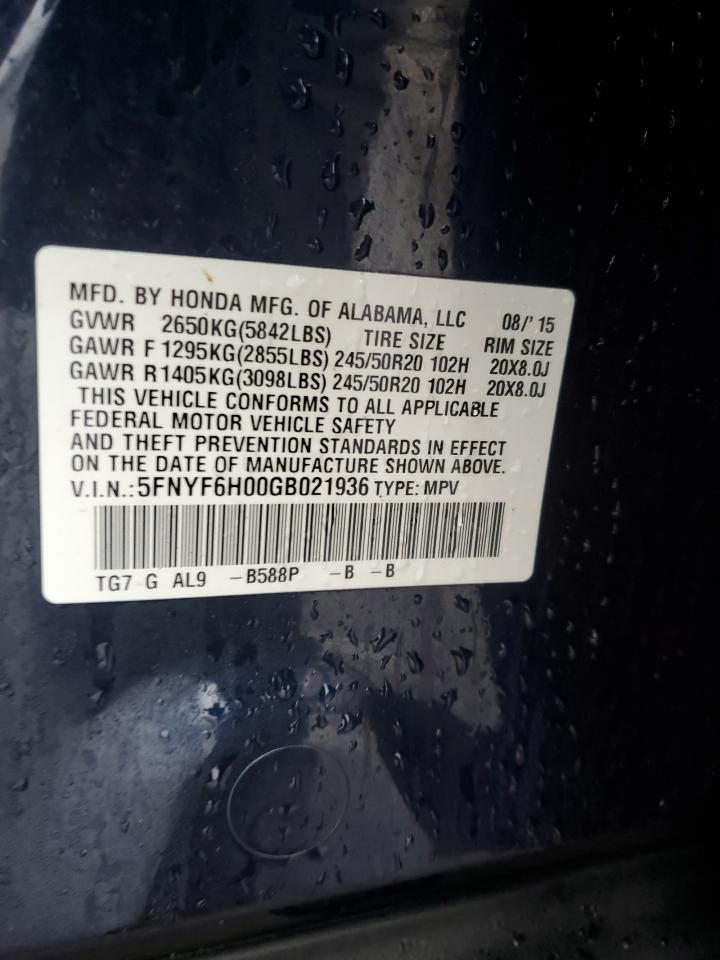 MFD. BY HONDA MFG. OF ALABAMA, LLC 08/'15
GVWR 2650KG(5842LBS) TIRE SIZE RIM SIZE
GAWR F 1295KG(2855LBS) 245/50R20 102H 20X8.0J
GAWR R1405KG(3098LBS) 245/50R20 102H 20X8.0J
THIS VEHICLE CONFORMS TO ALL APPLICABLE
FEDERAL MOTOR VEHICLE SAFETY
AND THEFT PREVENTION STANDARDS IN EFFECT
ON THE DATE OF MANUFACTURE SHOWN ABOVE.
V.I.N.: 5FNYF6H00GB021936 TYPE: MPV
TG7 G AL9 -B588P -B -B